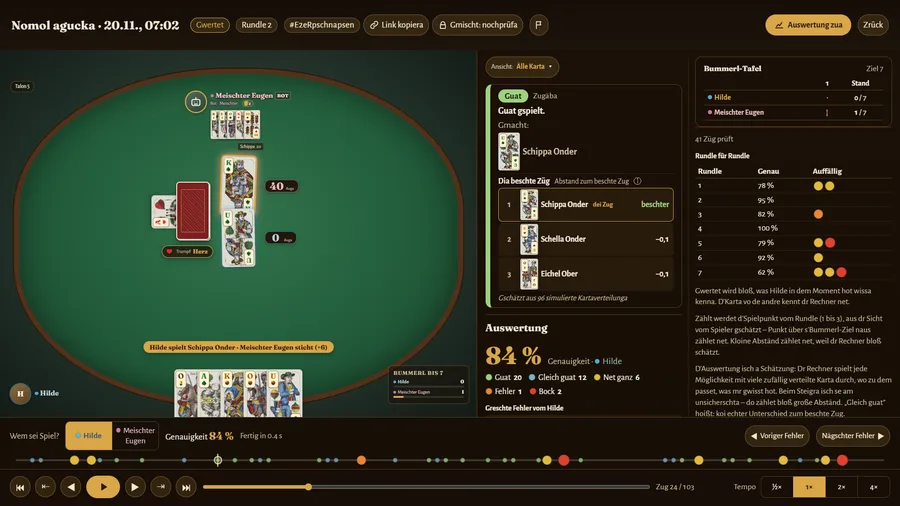 Nomol agucka · 20.11., 07:02
Gwertet
Rundle 2
#E2eRpschnapsen
Link kopiera
Gmischt: nochprüfa
Auswertung zua
Zrück
Talon 5
Meischter Eugen BOT
Bot · Meischter
Schippa
40 Augo
0 Augo
Trumpf Herz
Hilde spielt Schippa Onder · Meischter Eugen sticht (+6)
H Hilde
BUMMERL BIS 7
Hilde 0
Meischter Eugen 1
Ansicht: Alle Karta
Guat Zugäba
Guat gspielt.
Gmacht:
Schippa Onder
Dia beschte Züg Abstand zum beschte Zug
1 Schippa Onder dei Zug beschter
2 Schella Onder −0,1
3 Eichel Ober −0,1
Gschätzt aus 96 simulierte Kartaverteilunga
Auswertung
84 % Genauigkeit · Hilde
Guat 20 Gleich guat 12 Net ganz 6
Fehler 1 Bock 2
Greschte Fehler vom Hilde
Bummerl-Tafel Ziel 7
1 Stand
Hilde · 0 / 7
Meischter Eugen 1 / 7
41 Züg prüft
Rundle für Rundle
Rundle Genau Auffällig
1 78 %
2 95 %
3 82 %
4 100 %
5 79 %
6 92 %
7 62 %
Gwertet wird bloß, was Hilde in dem Moment hot wissa
kenna. D'Karta vo de andre kennt dr Rechner net.
Zählt werdet d'Spielpunkt vom Rundle (1 bis 3), aus dr Sicht
vom Spieler gschätzt – Punkt über s'Bummerl-Ziel naus
zählet net. Kloine Abständ zählet net, weil dr Rechner bloß
schätzt.
D'Auswertung isch a Schätzung: Dr Rechner spielt jede
Möglichkeit mit viele zufällig verteilte Karta durch, wo zu dem
passet, was mr gwisst hot. Beim Steigra isch er am
unsicherschta – do zählet bloß große Abständ. „Gleich guat"
hoißt: koi echter Unterschied zum beschte Zug.
Wem sei Spiel?
Hilde
Meischter Eugen
Genauigkeit 84 %
Fertig in 0.4 s
Voriger Fehler
Nägschter Fehler
Zug 24 / 103
Tempo
½×
1×
2×
4×